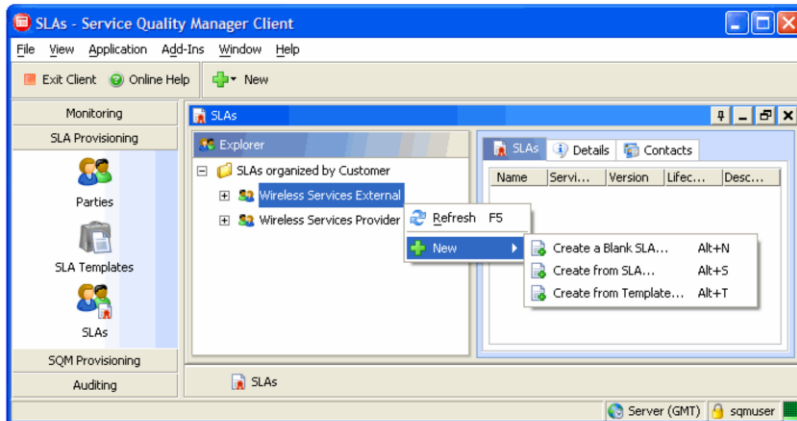 SLAs - Service Quality Manager Client
File View Application Add-Ins Window Help
Exit Client Online Help New
Monitoring
SLA Provisioning
Parties
SLA Templates
SLAs
SQM Provisioning
Auditing
SLAs
Explorer
SLAs organized by Customer
Wireless Services External
Wireless Services Provider
Refresh F5
New
Create a Blank SLA... Alt+N
Create from SLA... Alt+S
Create from Template... Alt+T
SLAs Details Contacts
Name Servi... Version Lifec... Desc...
SLAs
Server (GMT) sqmuser